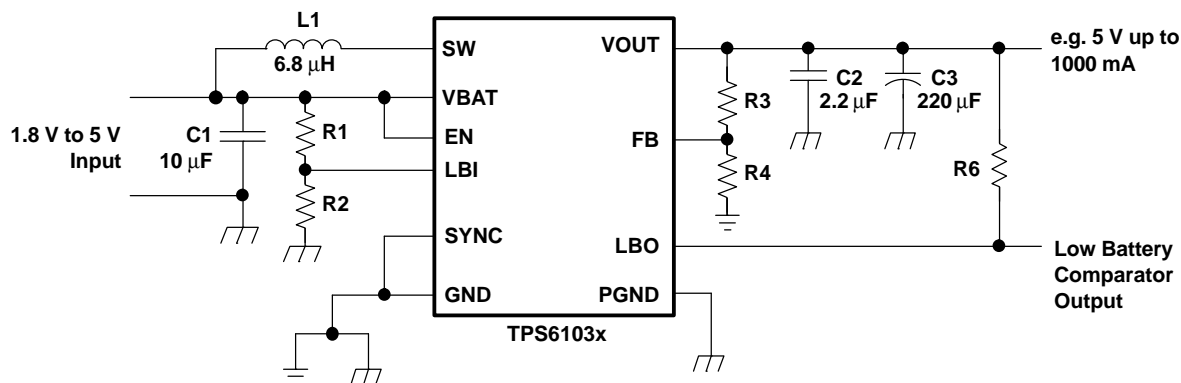 L1
6.8 µH
SW
VBAT
EN
LBI
SYNC
GND
VOUT
FB
LBO
PGND
TPS6103x
1.8 V to 5 V
Input
C1
10 µF
R1
R2
R3
R4
C2
2.2 µF
C3
220 µF
R6
e.g. 5 V up to
1000 mA
Low Battery
Comparator
Output